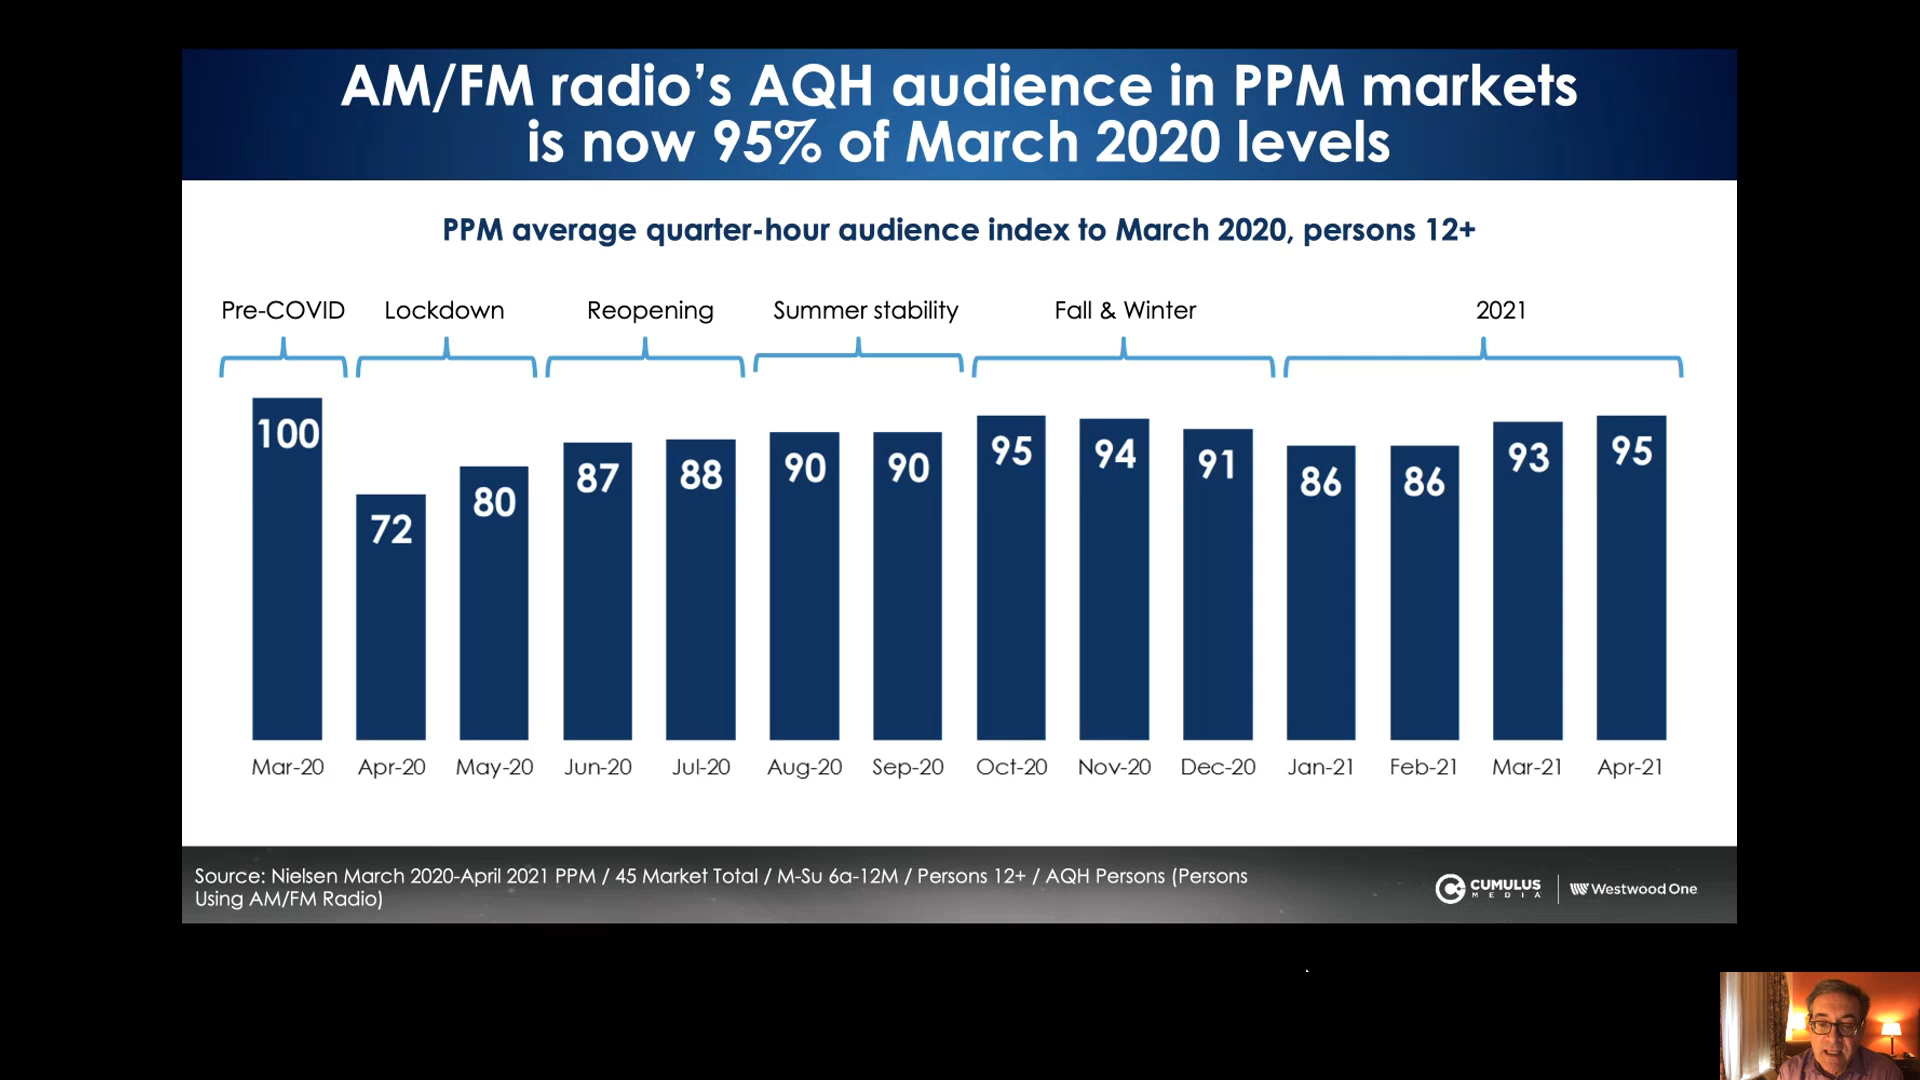 AM/FM radio's AQH audience in PPM markets
is now 95% of March 2020 levels
PPM average quarter-hour audience index to March 2020, persons 12+
Pre-COVID Lockdown Reopening Summer stability Fall & Winter 2021
100 72 80 87 88 90 90 95 94 91 86 86 93 95
Mar-20 Apr-20 May-20 Jun-20 Jul-20 Aug-20 Sep-20 Oct-20 Nov-20 Dec-20 Jan-21 Feb-21 Mar-21 Apr-21
Source: Nielsen March 2020-April 2021 PPM / 45 Market Total / M-Su 6a-12M / Persons 12+ / AQH Persons (Persons
Using AM/FM Radio)
CUMULUS
MEDIA
Westwood One